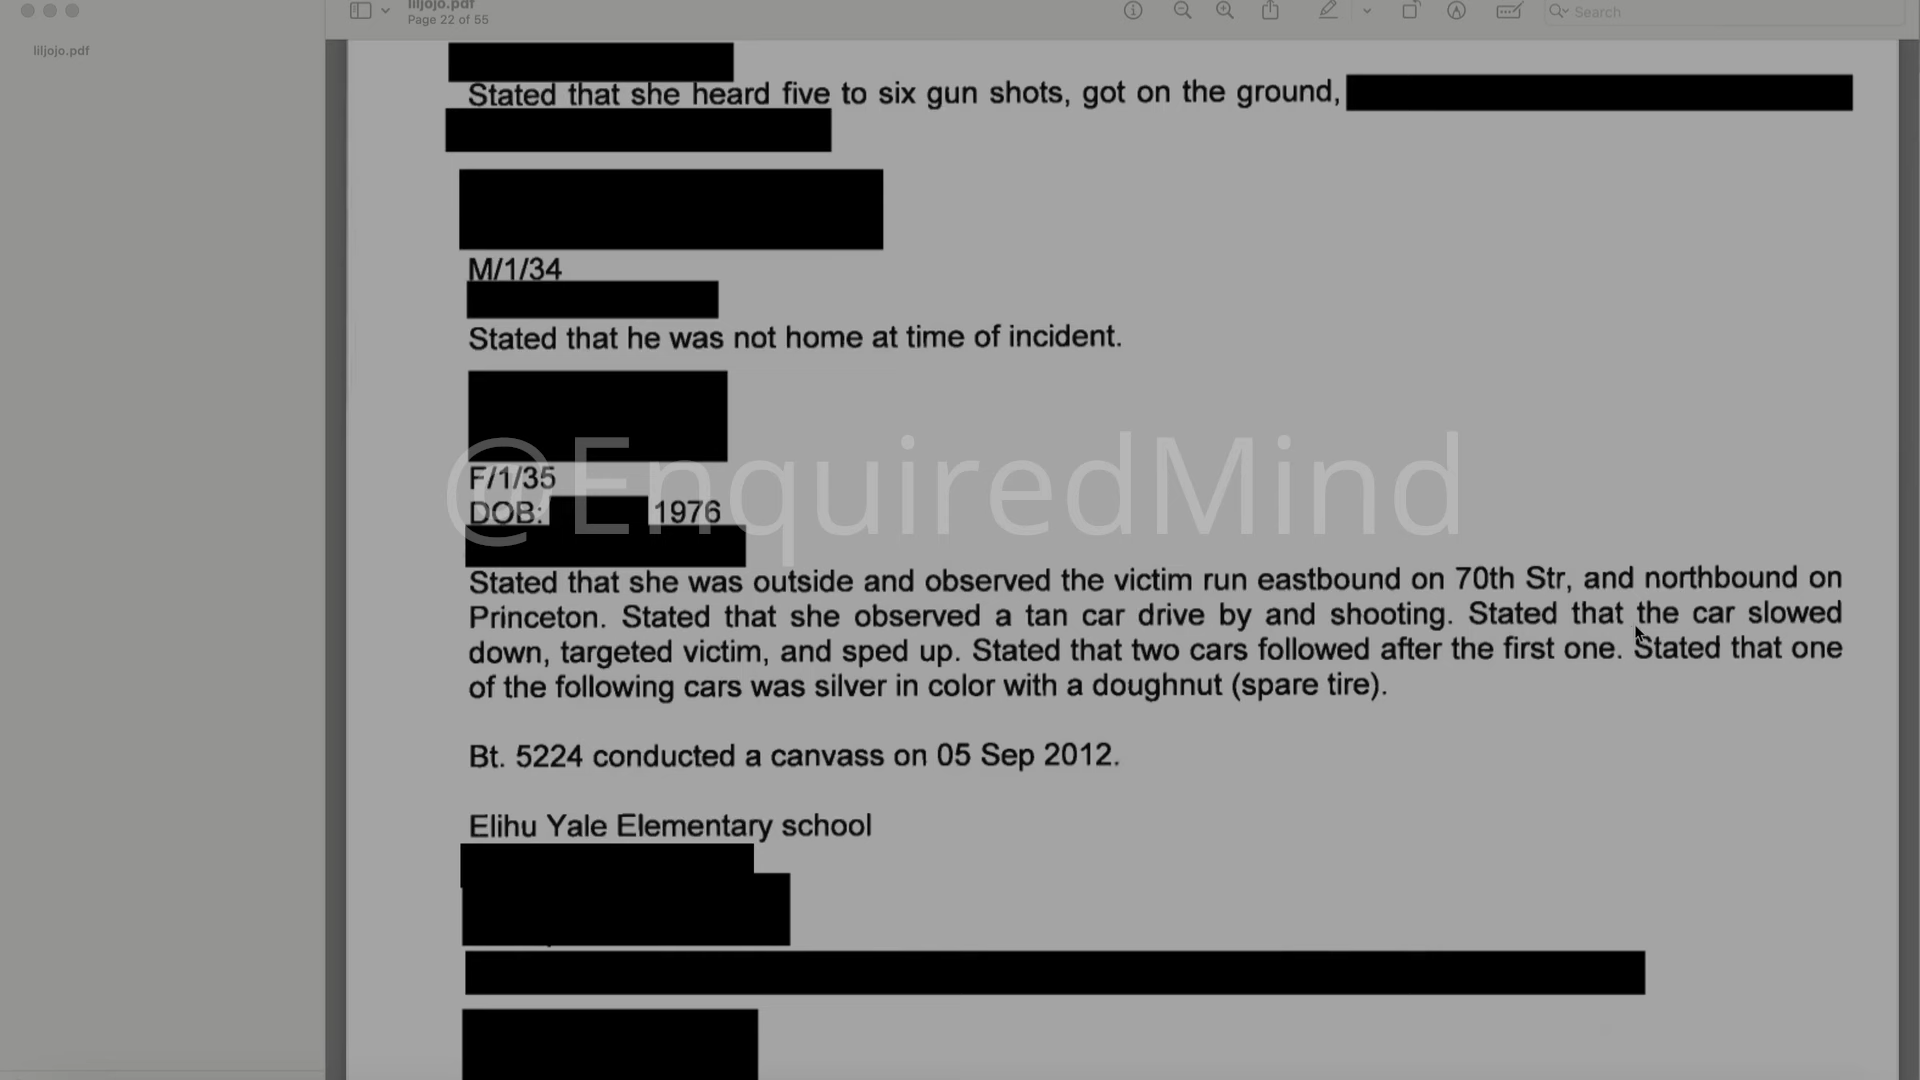 liljojo.pdf
Page 22 of 55
Search
liljojo.pdf
Stated that she heard five to six gun shots, got on the ground,
M/1/34
Stated that he was not home at time of incident.
F/1/35
DOB: 1976
@EnquiredMind
Stated that she was outside and observed the victim run eastbound on 70th Str, and northbound on
Princeton. Stated that she observed a tan car drive by and shooting. Stated that the car slowed
down, targeted victim, and sped up. Stated that two cars followed after the first one. Stated that one
of the following cars was silver in color with a doughnut (spare tire).
Bt. 5224 conducted a canvass on 05 Sep 2012.
Elihu Yale Elementary school